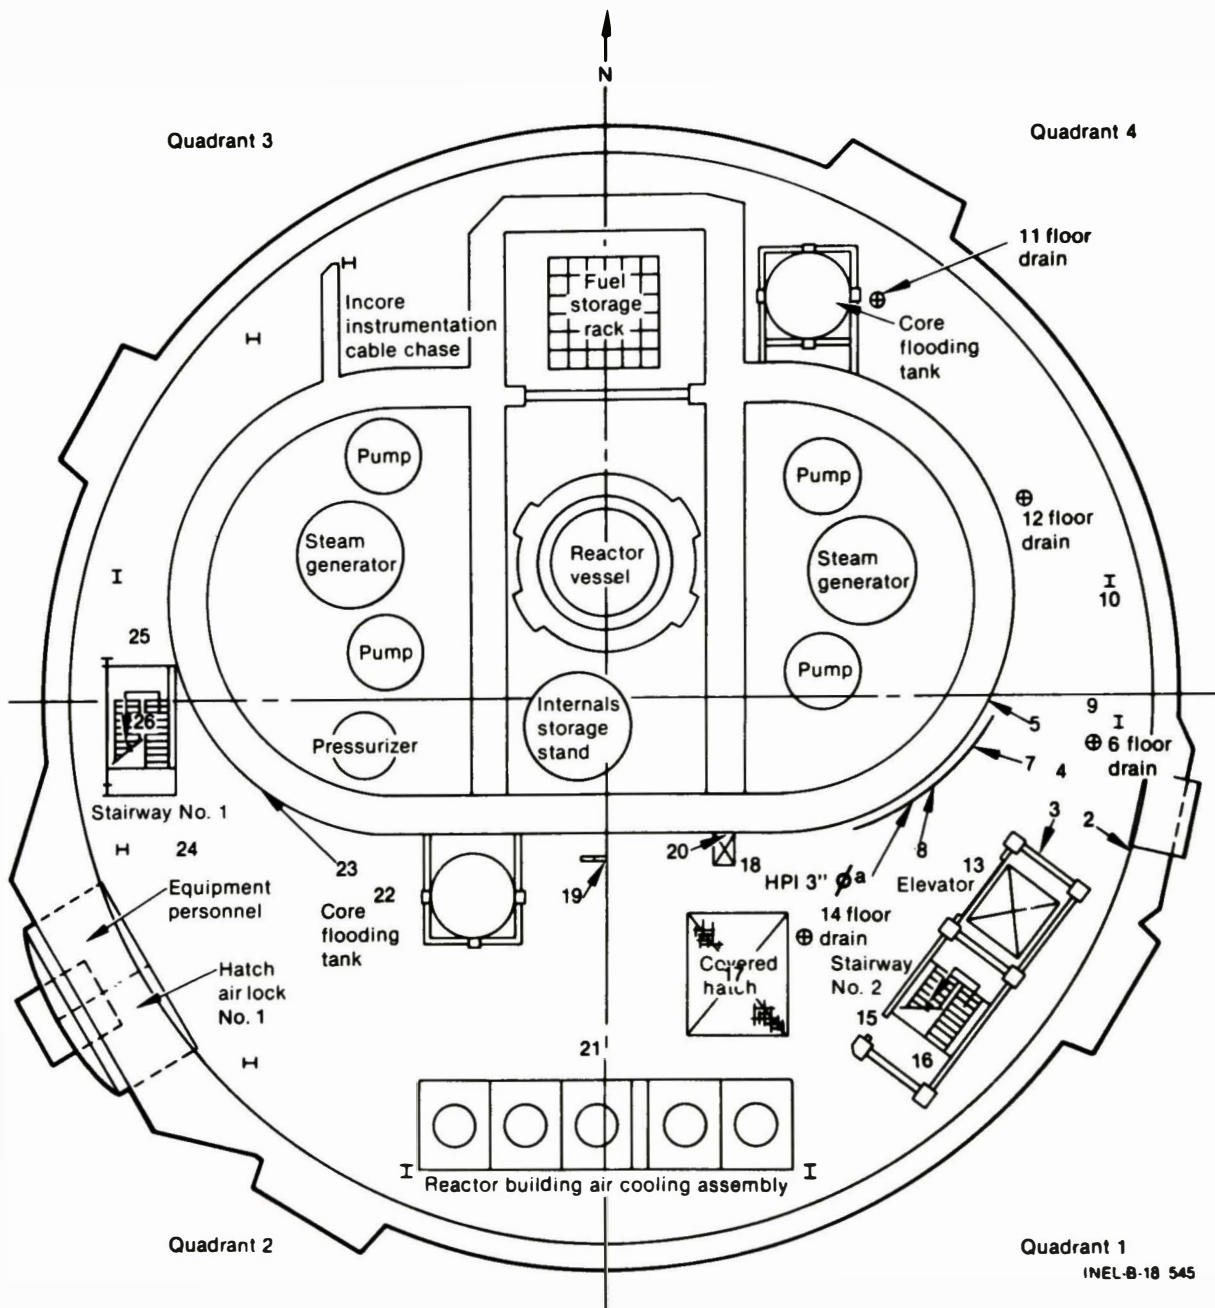 N
Quadrant 3
Quadrant 4
11 floor
drain
Fuel
storage
rack
Incore
instrumentation
cable chase
Core
flooding
tank
Pump
Pump
12 floor
drain
Steam
generator
Reactor
vessel
Steam
generator
10
25
Pump
Pump
26
Internals
storage
stand
9
5
Pressurizer
6 floor
drain
7
4
Stairway No. 1
3
2
24
23
22
20
18
8
13
19
HPI 3" a
Elevator
Equipment
personnel
Core
flooding
tank
14 floor
drain
Hatch
air lock
No. 1
Covered
17
hatch
Stairway
No. 2
15
21
16
Reactor building air cooling assembly
Quadrant 2
Quadrant 1
INEL-B-18 545